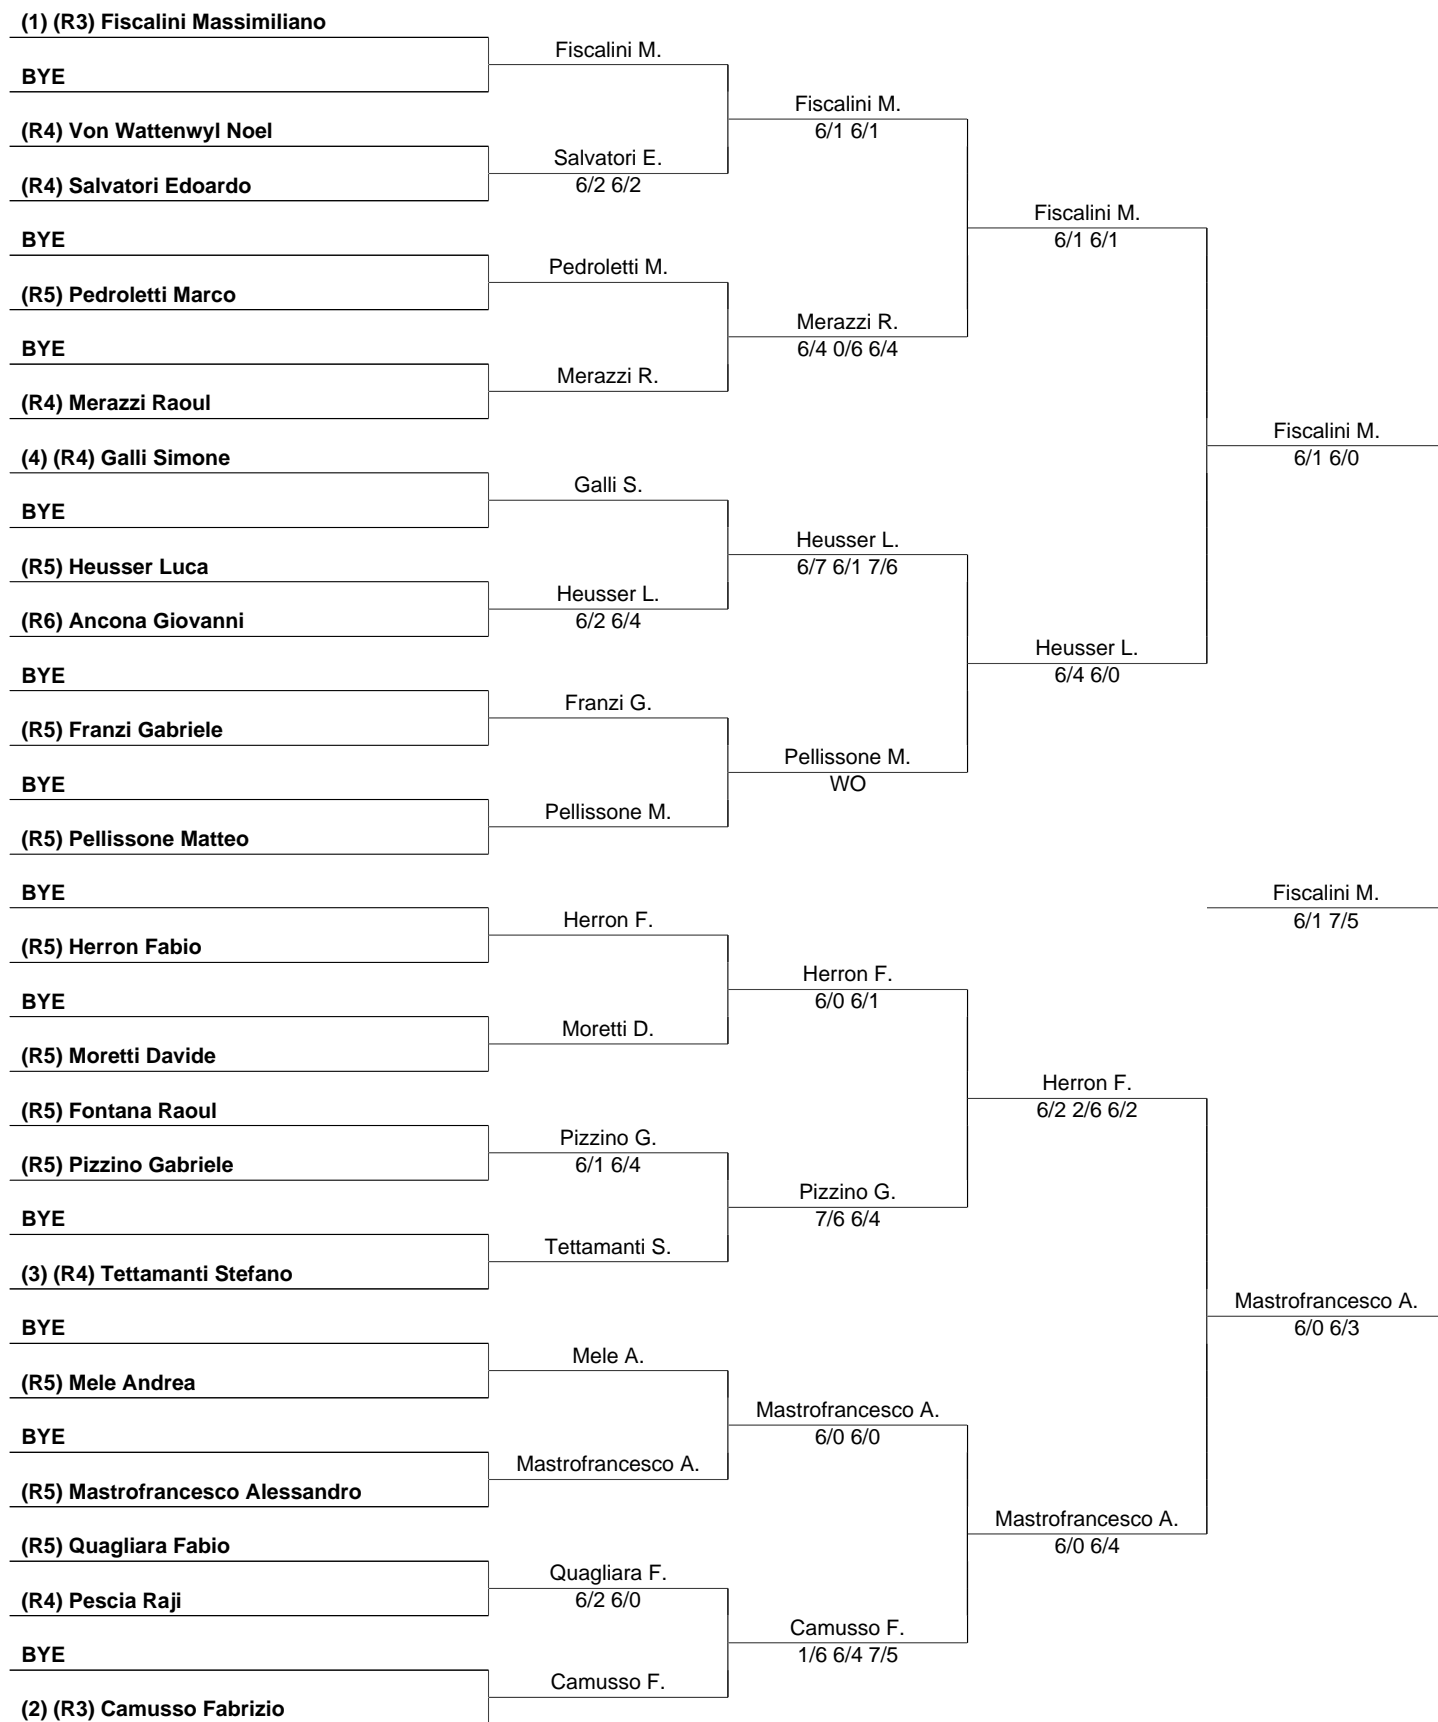 (1) (R3) Fiscalini Massimiliano
Fiscalini M.
BYE
Fiscalini M.
6/1 6/1
(R4) Von Wattenwyl Noel
Salvatori E.
6/2 6/2
(R4) Salvatori Edoardo
Fiscalini M.
6/1 6/1
BYE
Pedroletti M.
(R5) Pedroletti Marco
Merazzi R.
6/4 0/6 6/4
BYE
Merazzi R.
(R4) Merazzi Raoul
Fiscalini M.
6/1 6/0
(4) (R4) Galli Simone
Galli S.
BYE
Heusser L.
6/7 6/1 7/6
(R5) Heusser Luca
Heusser L.
6/2 6/4
(R6) Ancona Giovanni
Heusser L.
6/4 6/0
BYE
Franzi G.
(R5) Franzi Gabriele
Pellissone M.
WO
BYE
Pellissone M.
(R5) Pellissone Matteo
BYE
Fiscalini M.
6/1 7/5
Herron F.
(R5) Herron Fabio
Herron F.
6/0 6/1
BYE
Moretti D.
(R5) Moretti Davide
Herron F.
6/2 2/6 6/2
(R5) Fontana Raoul
Pizzino G.
6/1 6/4
(R5) Pizzino Gabriele
Pizzino G.
7/6 6/4
BYE
Tettamanti S.
(3) (R4) Tettamanti Stefano
Mastrofrancesco A.
6/0 6/3
BYE
Mele A.
(R5) Mele Andrea
Mastrofrancesco A.
6/0 6/0
BYE
Mastrofrancesco A.
(R5) Mastrofrancesco Alessandro
Mastrofrancesco A.
6/0 6/4
(R5) Quagliara Fabio
Quagliara F.
6/2 6/0
(R4) Pescia Raji
Camusso F.
1/6 6/4 7/5
BYE
Camusso F.
(2) (R3) Camusso Fabrizio